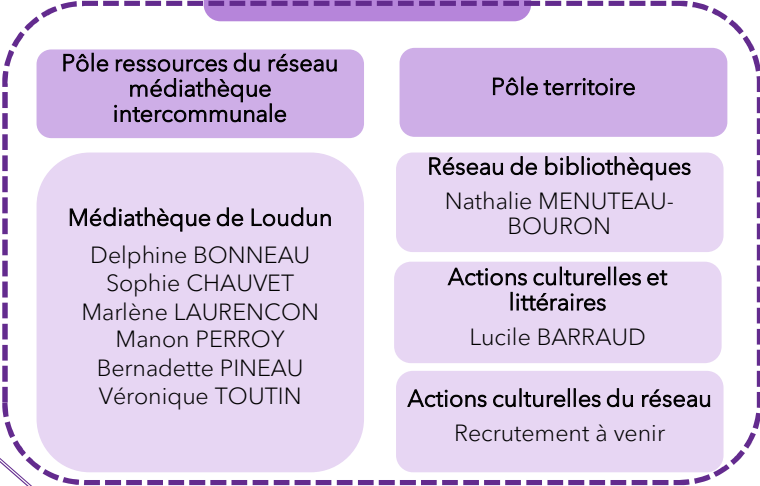 Pôle ressources du réseau
médiathèque
intercommunale
Médiathèque de Loudun
Delphine BONNEAU
Sophie CHAUVET
Marlène LAURENCON
Manon PERROY
Bernadette PINEAU
Véronique TOUTIN
Pôle territoire
Réseau de bibliothèques
Nathalie MENUTEAU-
BOURON
Actions culturelles et
littéraires
Lucile BARRAUD
Actions culturelles du réseau
Recrutement à venir